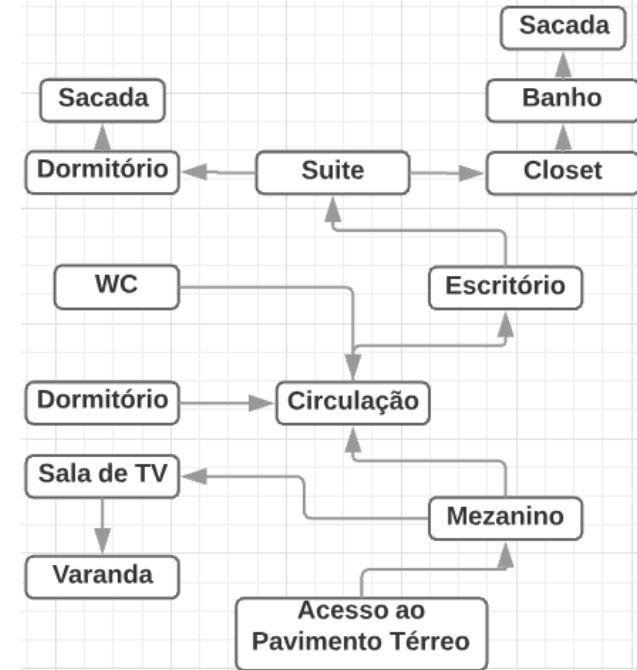 Sacada
Sacada
Banho
Dormitório
Suite
Closet
WC
Escritório
Dormitório
Circulação
Sala de TV
Mezanino
Varanda
Acesso ao
Pavimento Térreo